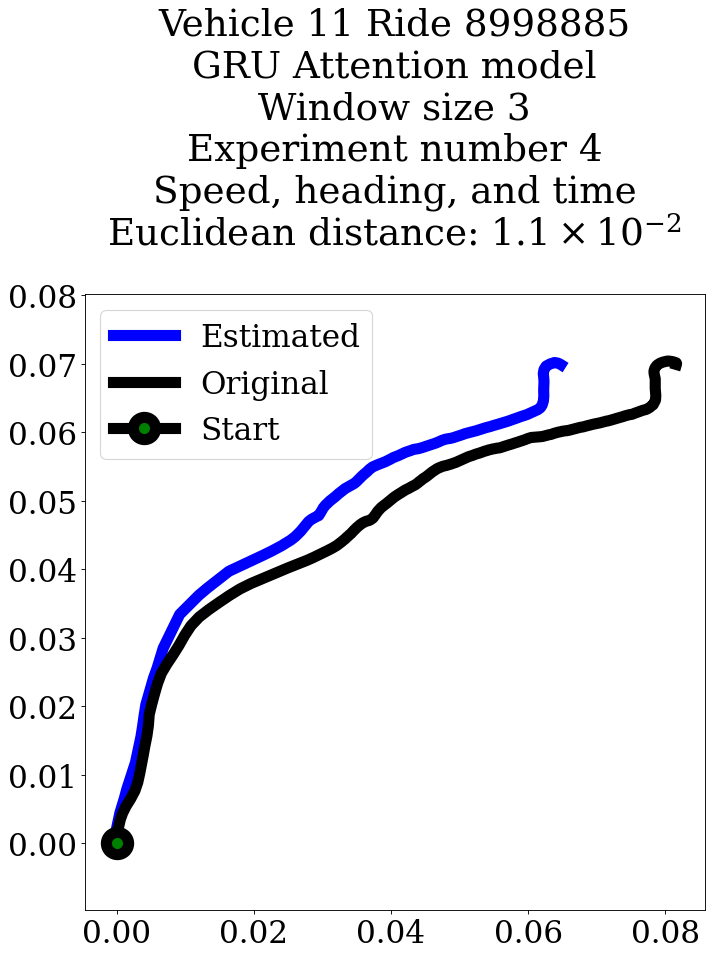 Vehicle 11 Ride 8998885
GRU Attention model
Window size 3
Experiment number 4
Speed, heading, and time
Euclidean distance: 1.1 × 10⁻²
Estimated
Original
Start
0.08
0.07
0.06
0.05
0.04
0.03
0.02
0.01
0.00
0.00 0.02 0.04 0.06 0.08